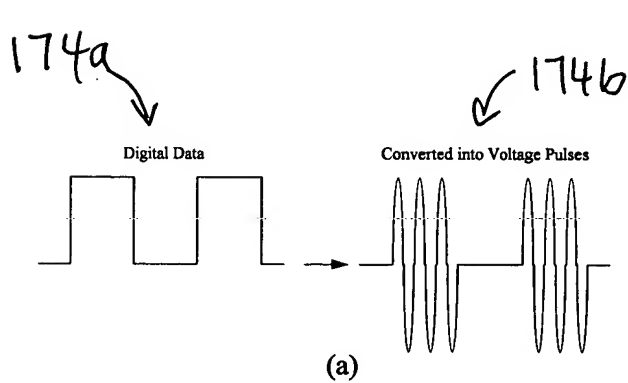 174a
174b
Digital Data
Converted into Voltage Pulses
(a)